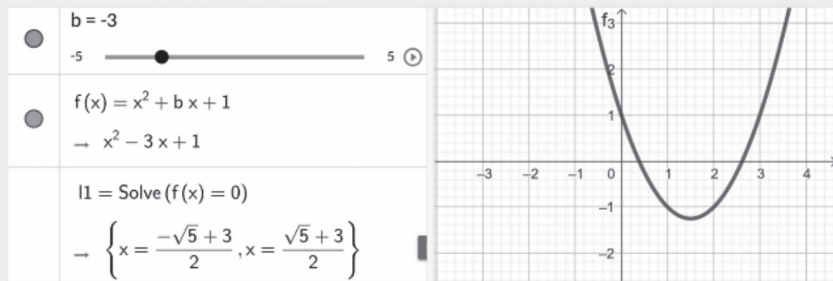 b = -3
-5 5
f(x) = x² + b x + 1
→ x² − 3 x + 1
l1 = Solve (f(x) = 0)
→ {x = (−√5 + 3)/2 , x = (√5 + 3)/2}
f
3
2
1
−3 −2 −1 0 1 2 3 4
−1
−2